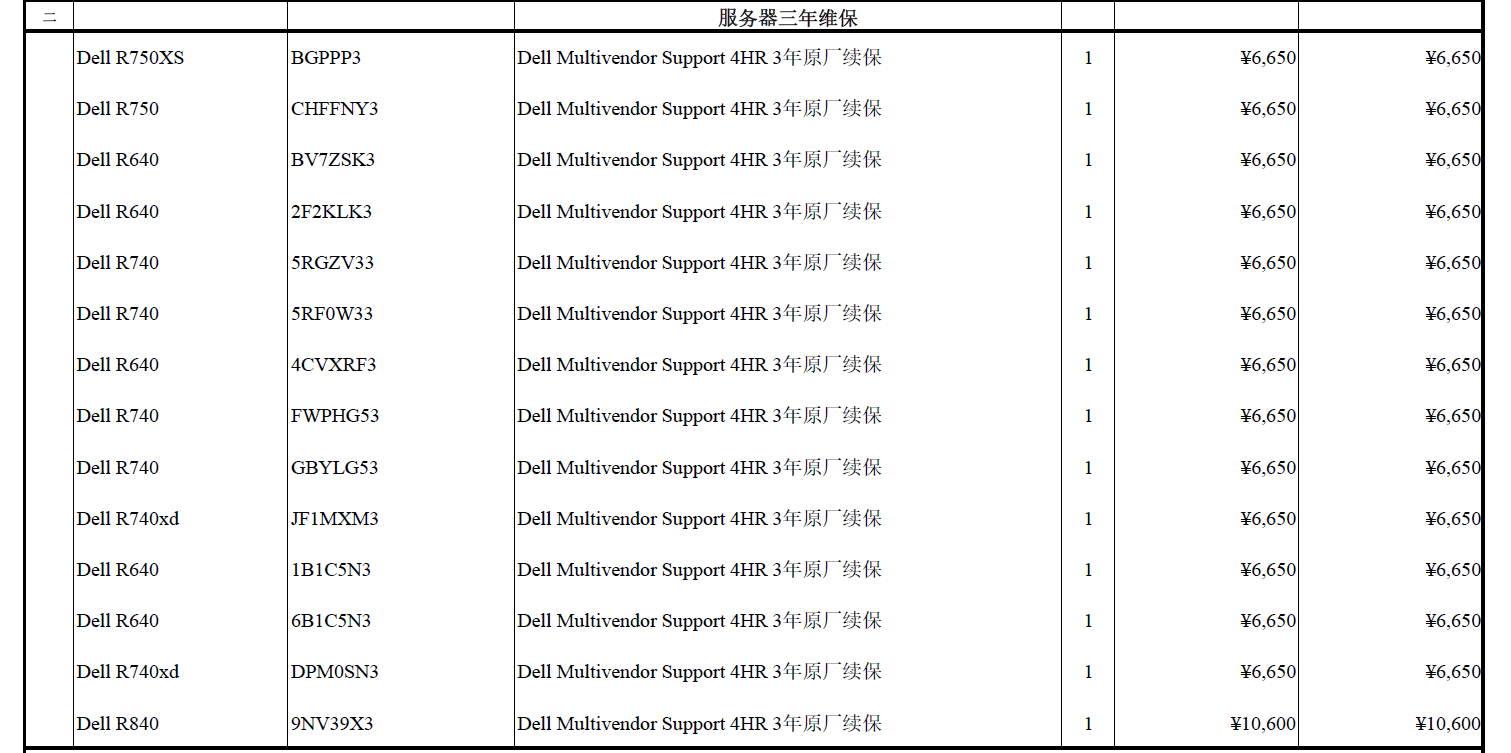 二 服务器三年维保
Dell R750XS BGPPP3 Dell Multivendor Support 4HR 3年原厂续保 1 ¥6,650 ¥6,650
Dell R750 CHFFNY3 Dell Multivendor Support 4HR 3年原厂续保 1 ¥6,650 ¥6,650
Dell R640 BV7ZSK3 Dell Multivendor Support 4HR 3年原厂续保 1 ¥6,650 ¥6,650
Dell R640 2F2KLK3 Dell Multivendor Support 4HR 3年原厂续保 1 ¥6,650 ¥6,650
Dell R740 5RGZV33 Dell Multivendor Support 4HR 3年原厂续保 1 ¥6,650 ¥6,650
Dell R740 5RF0W33 Dell Multivendor Support 4HR 3年原厂续保 1 ¥6,650 ¥6,650
Dell R640 4CVXRF3 Dell Multivendor Support 4HR 3年原厂续保 1 ¥6,650 ¥6,650
Dell R740 FWPHG53 Dell Multivendor Support 4HR 3年原厂续保 1 ¥6,650 ¥6,650
Dell R740 GBYLG53 Dell Multivendor Support 4HR 3年原厂续保 1 ¥6,650 ¥6,650
Dell R740xd JF1MXM3 Dell Multivendor Support 4HR 3年原厂续保 1 ¥6,650 ¥6,650
Dell R640 1B1C5N3 Dell Multivendor Support 4HR 3年原厂续保 1 ¥6,650 ¥6,650
Dell R640 6B1C5N3 Dell Multivendor Support 4HR 3年原厂续保 1 ¥6,650 ¥6,650
Dell R740xd DPM0SN3 Dell Multivendor Support 4HR 3年原厂续保 1 ¥6,650 ¥6,650
Dell R840 9NV39X3 Dell Multivendor Support 4HR 3年原厂续保 1 ¥10,600 ¥10,600